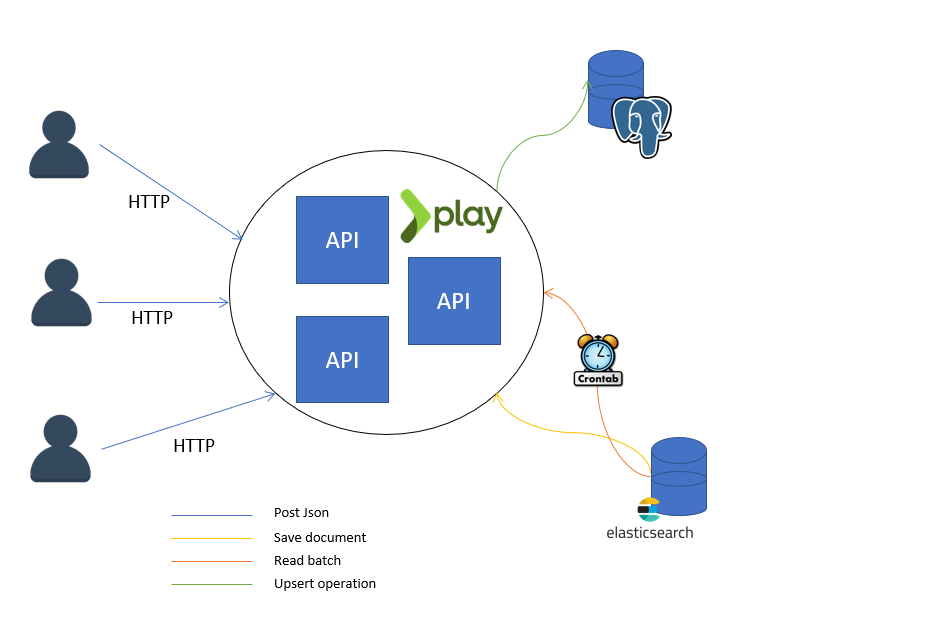 HTTP
API
play
API
HTTP
API
Crontab
HTTP
elasticsearch
Post Json
Save document
Read batch
Upsert operation